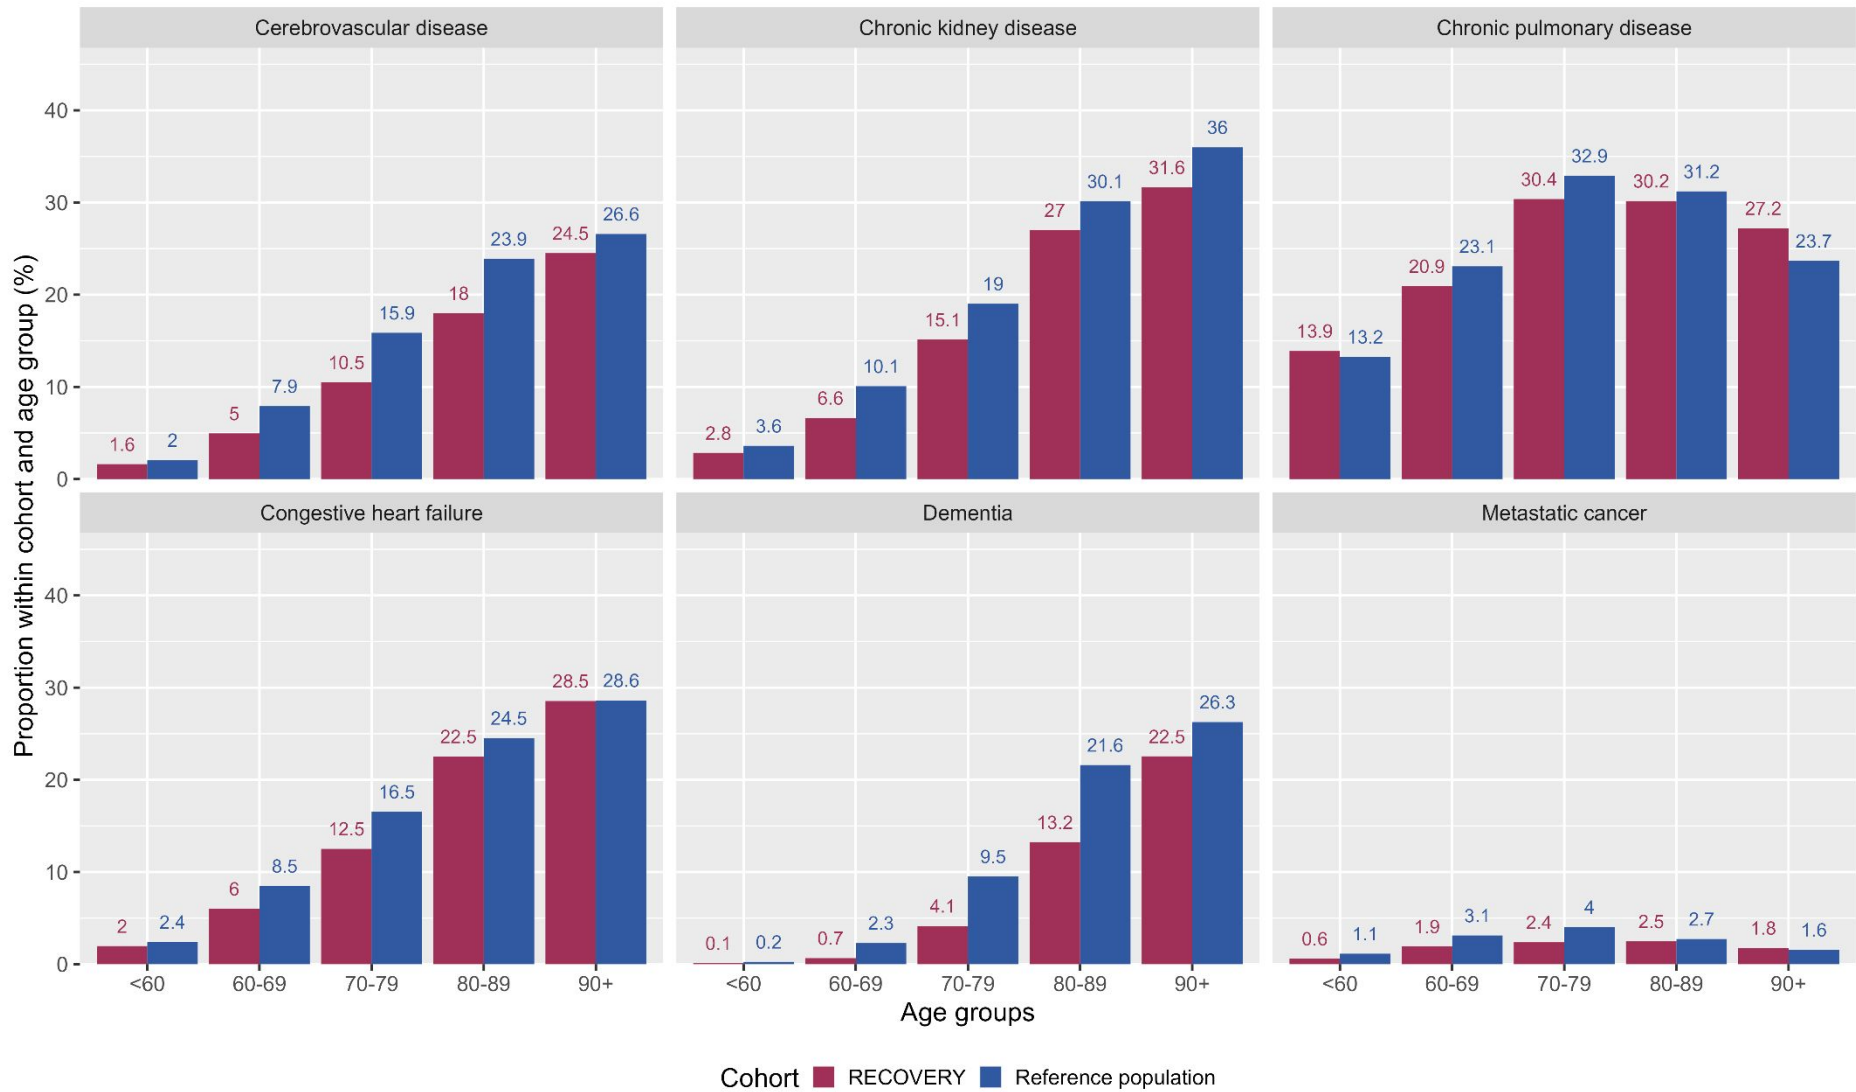 Cerebrovascular disease
Chronic kidney disease
Chronic pulmonary disease
Proportion within cohort and age group (%)
40
30
20
10
0
1.6 2 5 7.9 10.5 15.9 18 23.9 24.5 26.6
2.8 3.6 6.6 10.1 15.1 19 27 30.1 31.6 36
13.9 13.2 20.9 23.1 30.4 32.9 30.2 31.2 27.2 23.7
Congestive heart failure
Dementia
Metastatic cancer
40
30
20
10
0
2 2.4 6 8.5 12.5 16.5 22.5 24.5 28.5 28.6
0.1 0.2 0.7 2.3 4.1 9.5 13.2 21.6 22.5 26.3
0.6 1.1 1.9 3.1 2.4 4 2.5 2.7 1.8 1.6
<60 60-69 70-79 80-89 90+
<60 60-69 70-79 80-89 90+
<60 60-69 70-79 80-89 90+
Age groups
Cohort RECOVERY Reference population